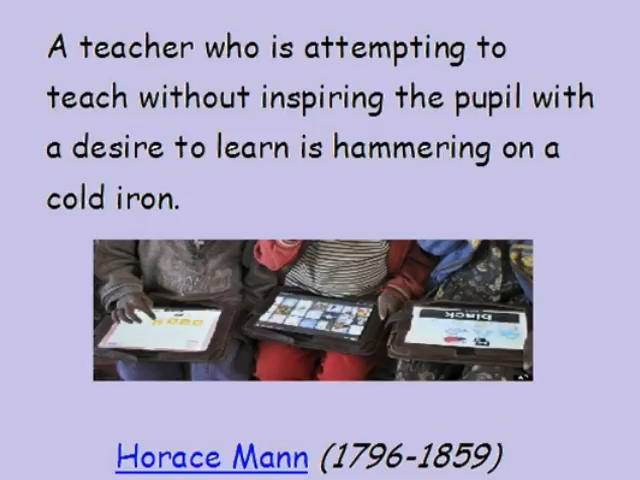 A teacher who is attempting to
teach without inspiring the pupil with
a desire to learn is hammering on a
cold iron.
black
Horace Mann (1796-1859)